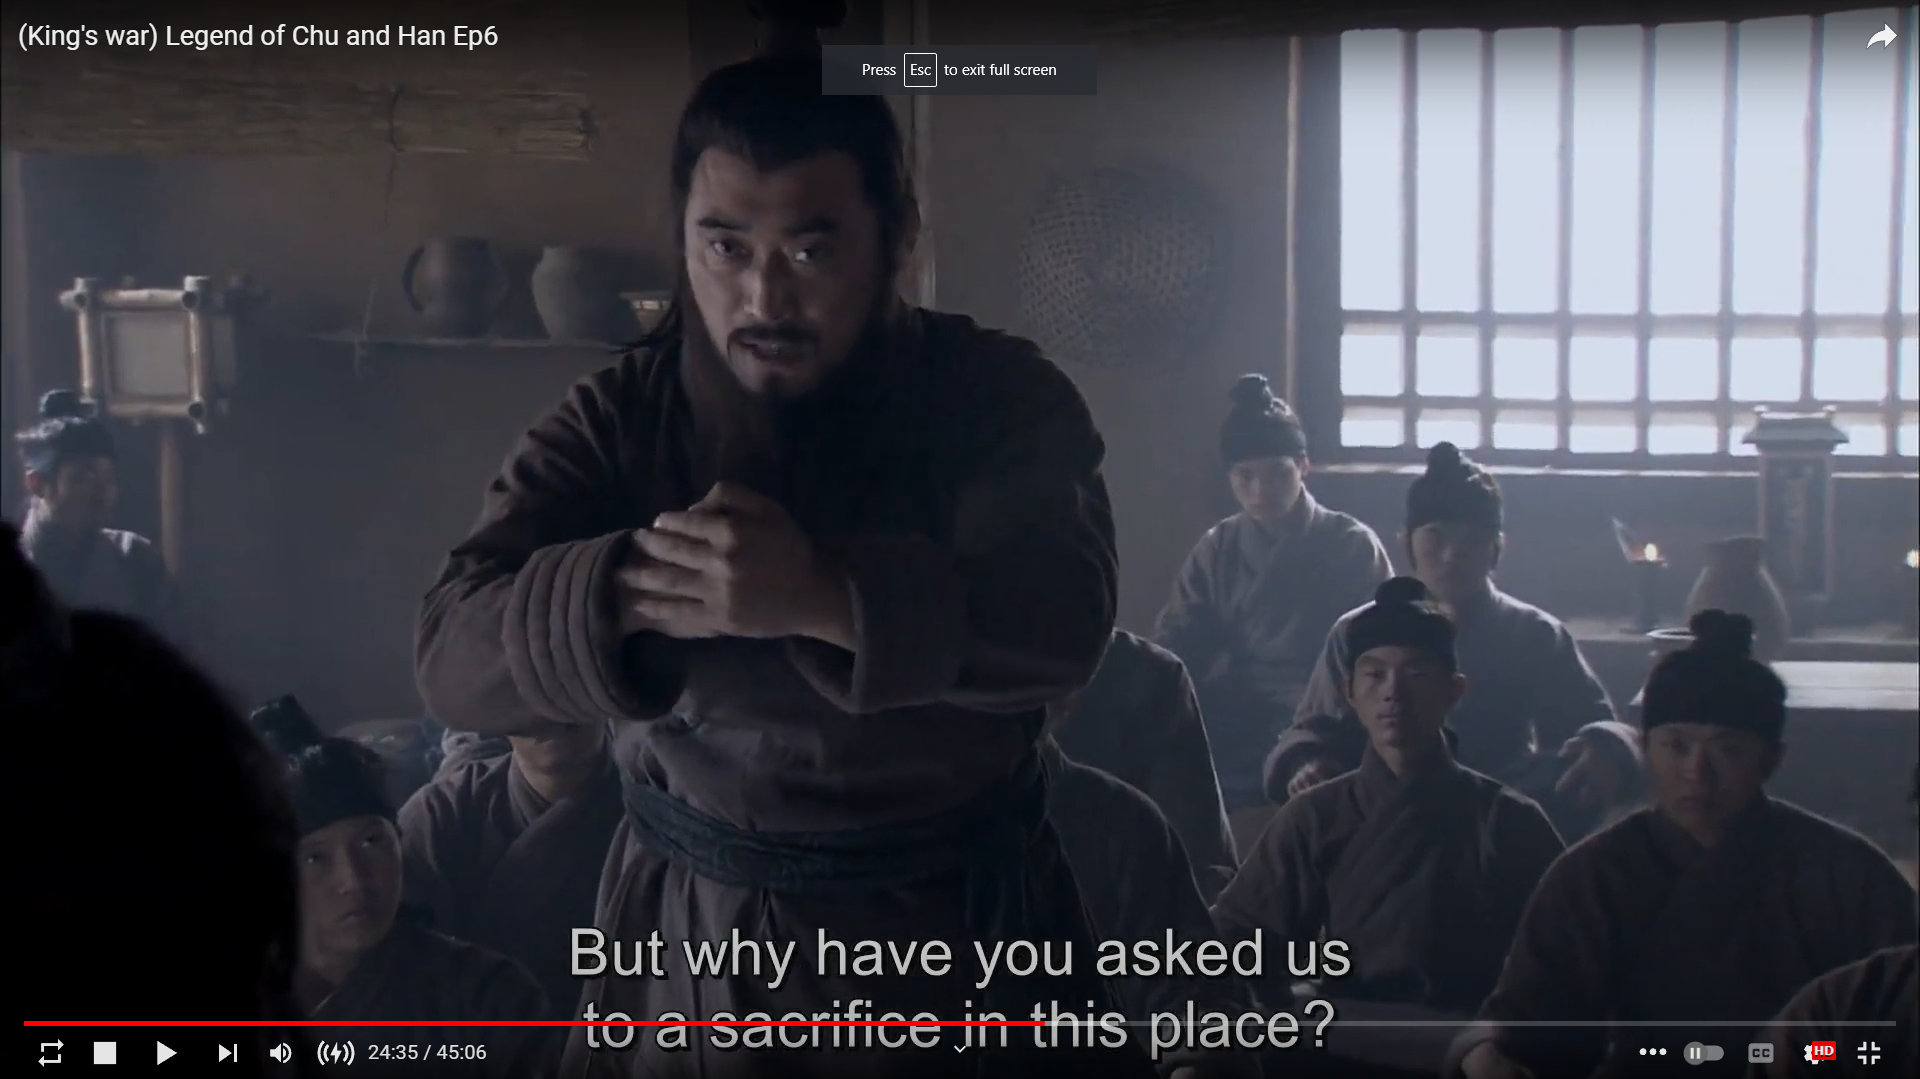 (King's war) Legend of Chu and Han Ep6
Press Esc to exit full screen
But why have you asked us
to a sacrifice in this place?
24:35 / 45:06
CC
HD